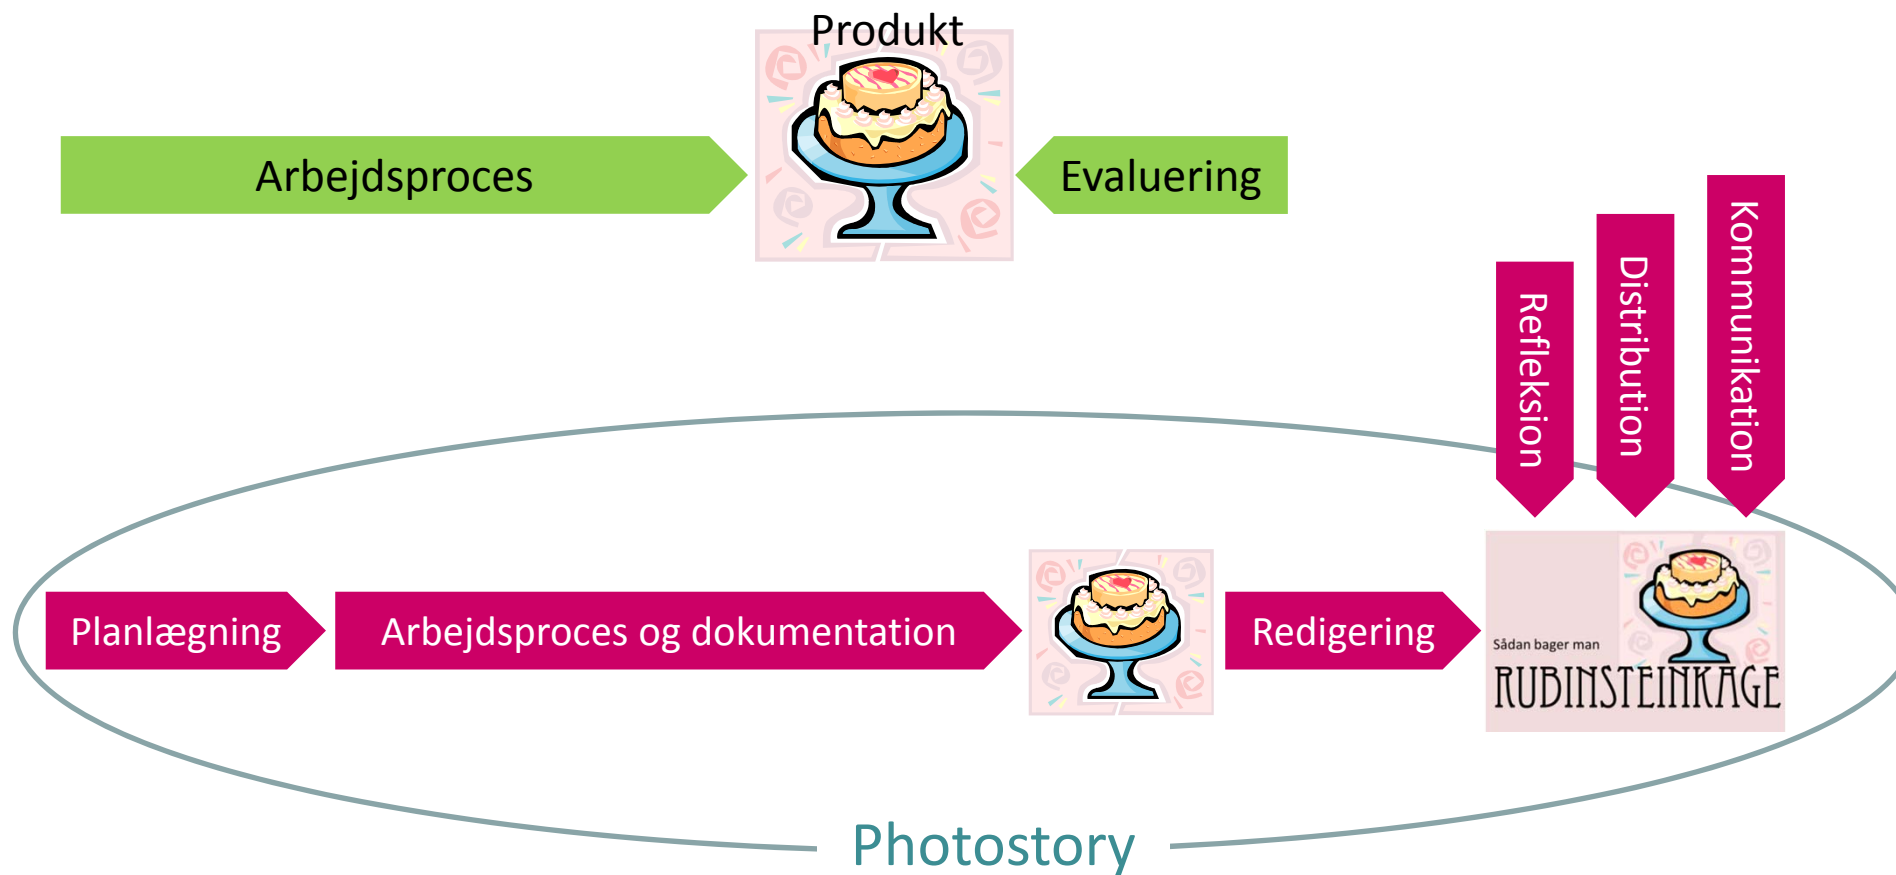 Produkt
Arbejdsproces
Evaluering
Refleksion
Distribution
Kommunikation
Planlægning
Arbejdsproces og dokumentation
Redigering
Sådan bager man
RUBINSTEINKAGE
Photostory